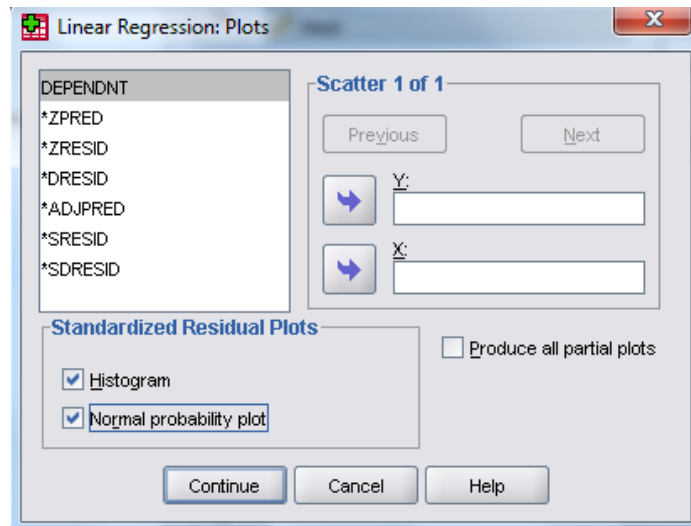 Linear Regression: Plots
DEPENDNT
*ZPRED
*ZRESID
*DRESID
*ADJPRED
*SRESID
*SDRESID
Scatter 1 of 1
Previous Next
Y:
X:
Standardized Residual Plots
Histogram
Normal probability plot
Produce all partial plots
Continue Cancel Help